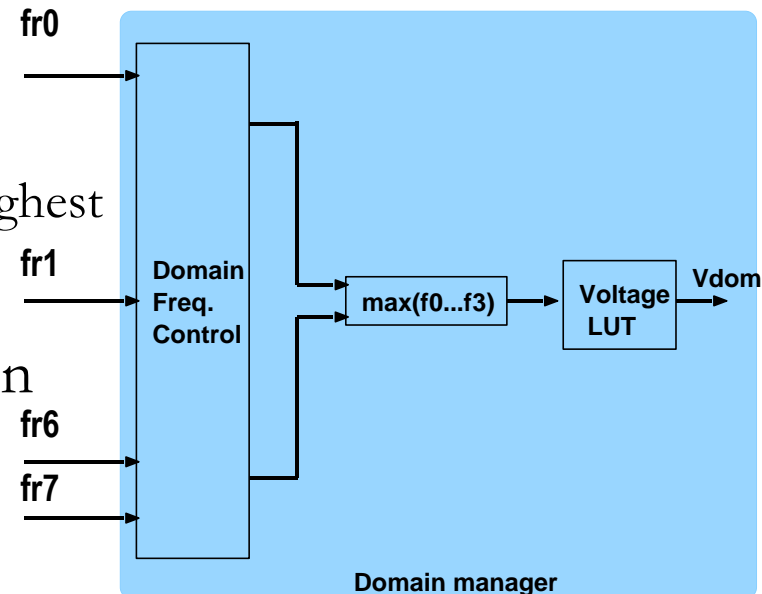 fr0
ghest
fr1
n
fr6
fr7
Domain
Freq.
Control
max(f0...f3)
Voltage
LUT
Vdom
Domain manager